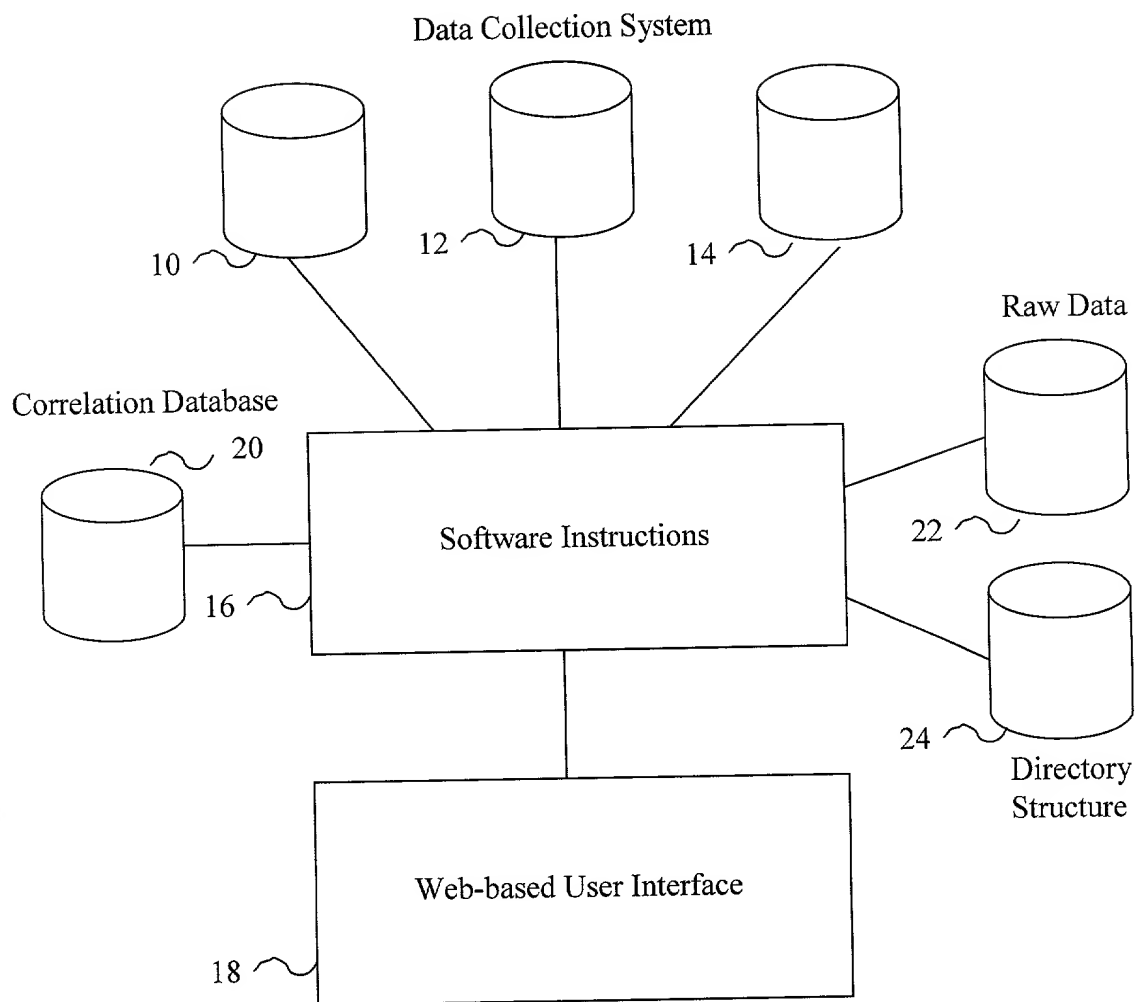 Data Collection System
10
12
14
Raw Data
Correlation Database
20
Software Instructions
22
16
24
Directory
Structure
Web-based User Interface
18